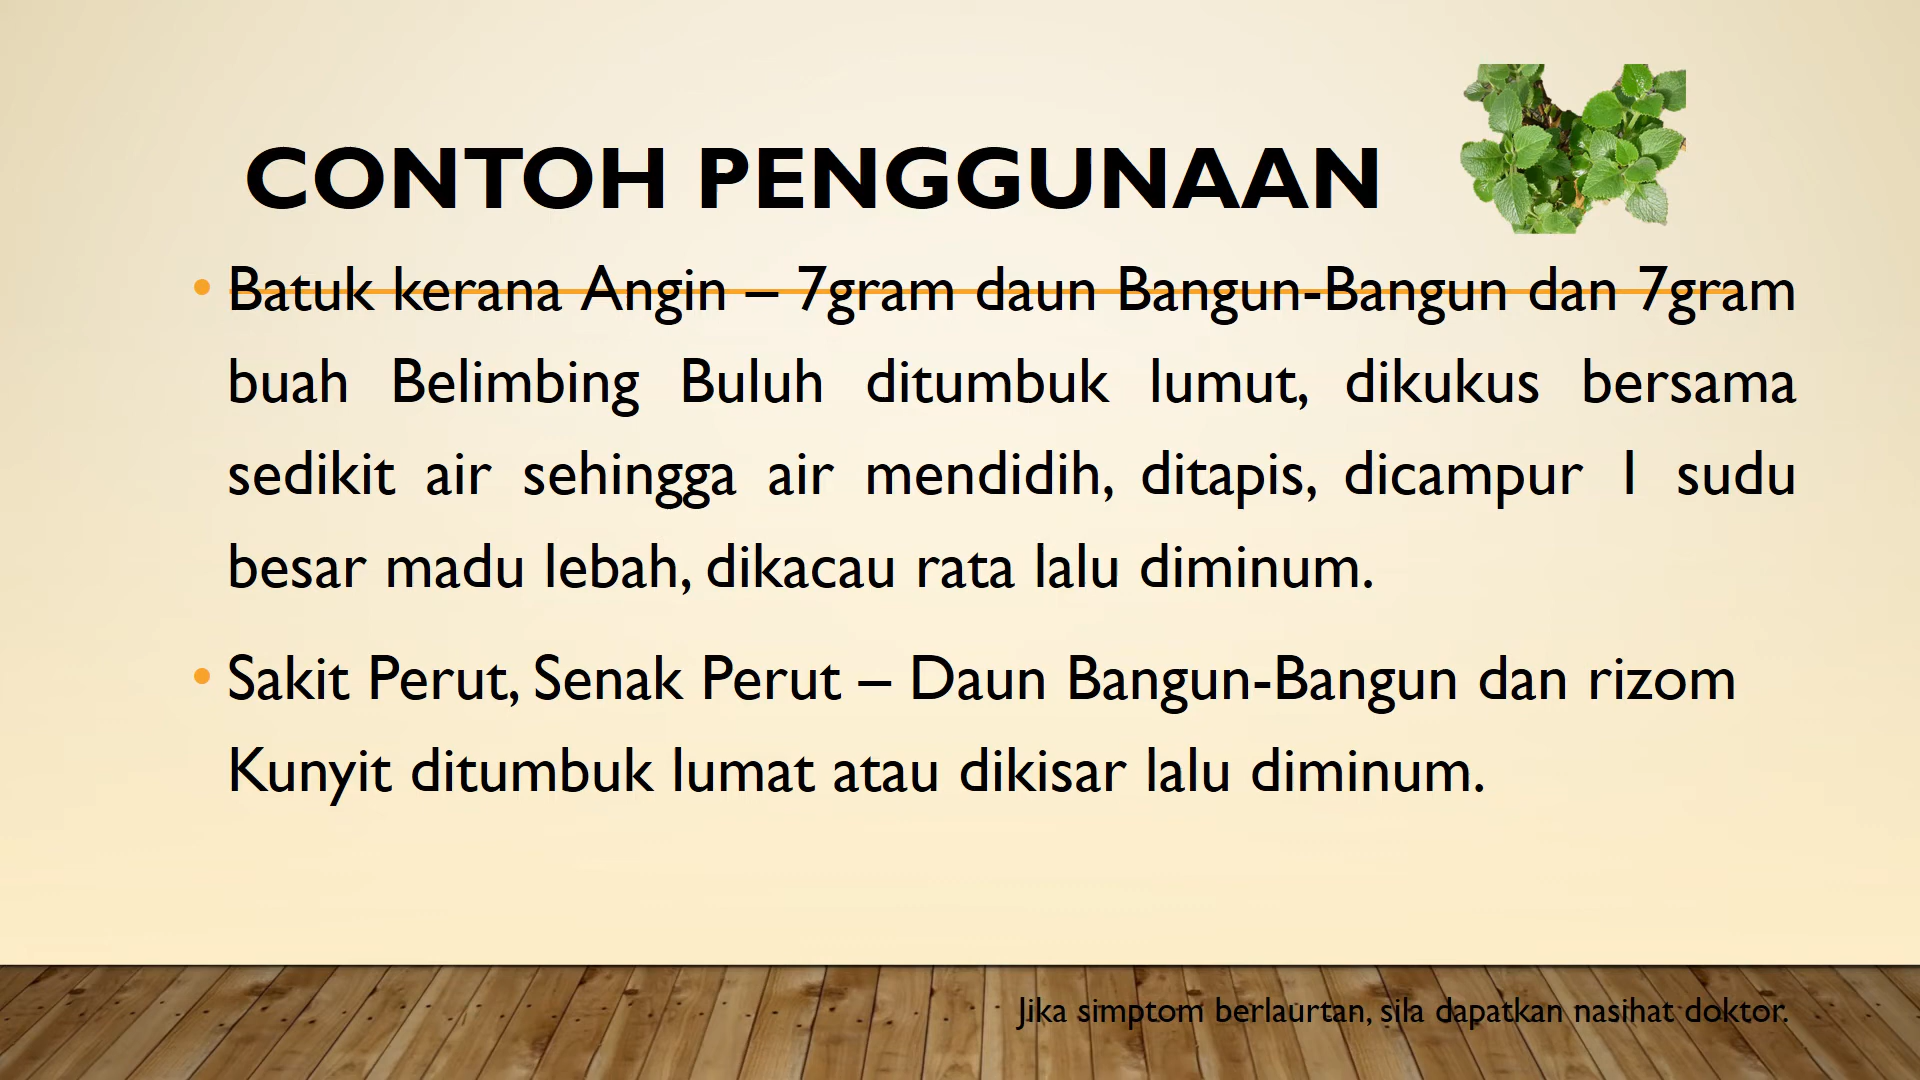 CONTOH PENGGUNAAN
• Batuk kerana Angin – 7gram daun Bangun-Bangun dan 7gram
buah Belimbing Buluh ditumbuk lumut, dikukus bersama
sedikit air sehingga air mendidih, ditapis, dicampur 1 sudu
besar madu lebah, dikacau rata lalu diminum.
• Sakit Perut, Senak Perut – Daun Bangun-Bangun dan rizom
Kunyit ditumbuk lumat atau dikisar lalu diminum.
Jika simptom berlaurtan, sila dapatkan nasihat doktor.